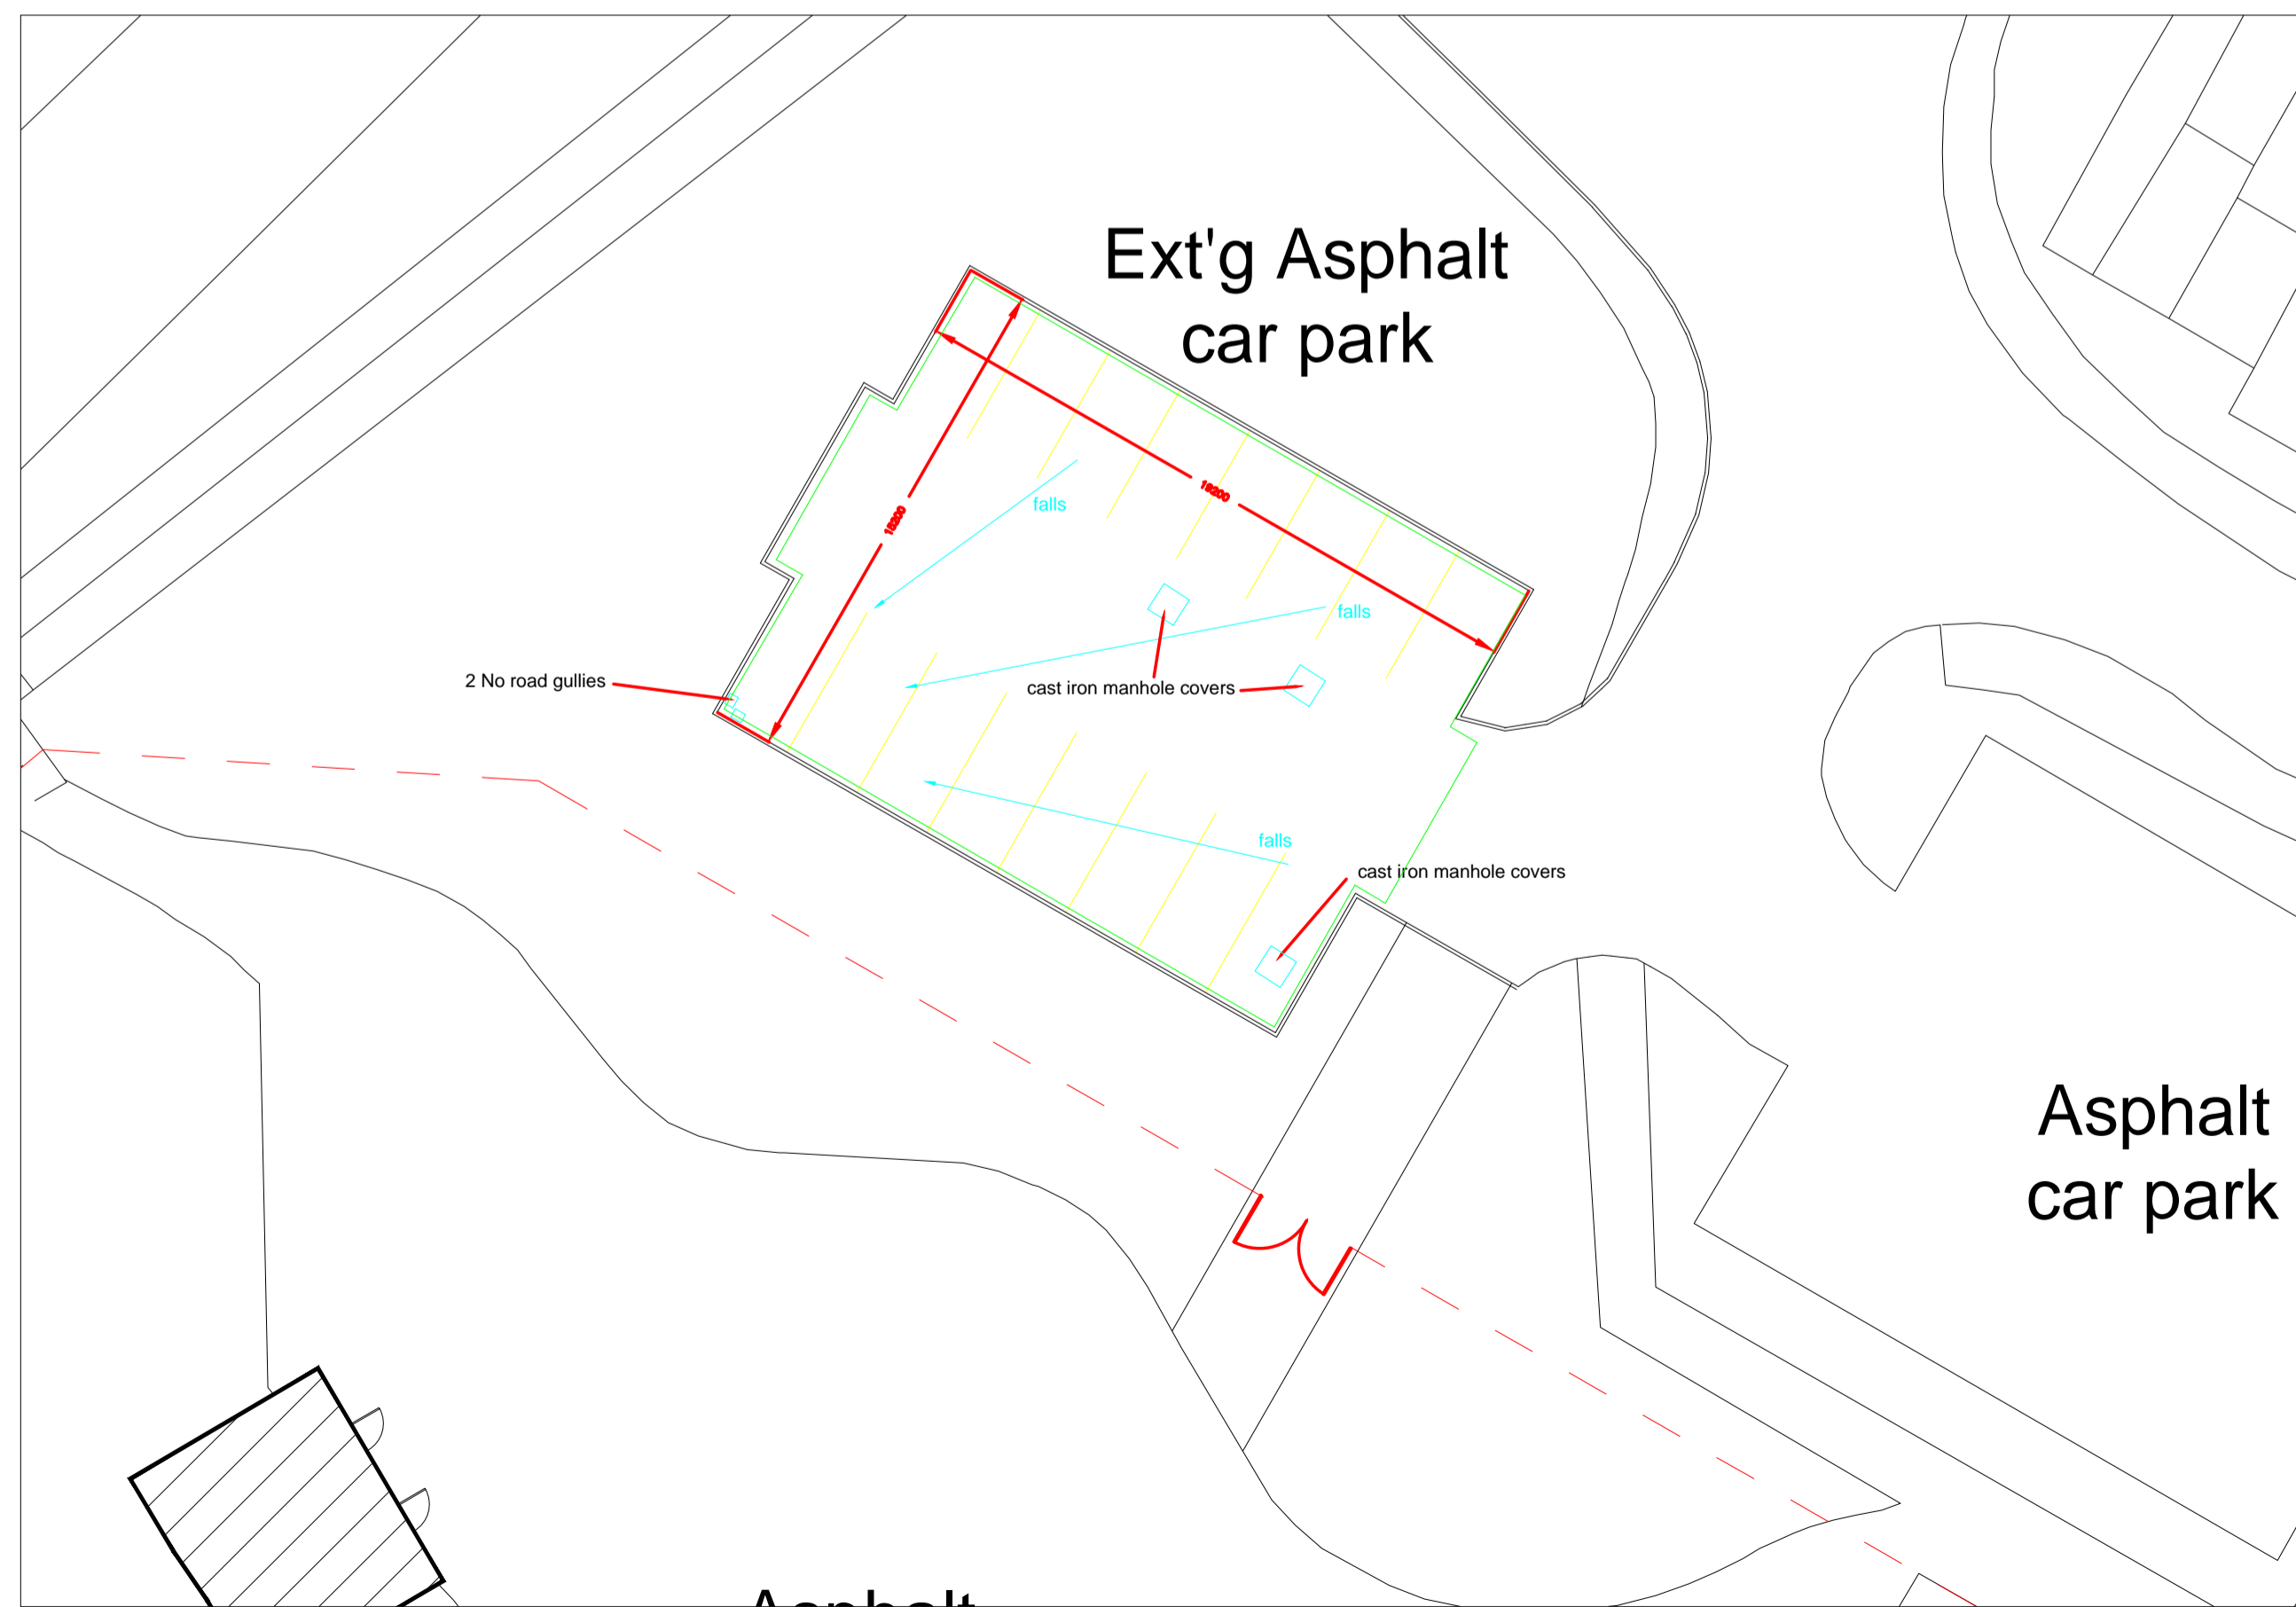 Ext'g Asphalt
car park
falls
falls
2 No road gullies
cast iron manhole covers
falls
cast iron manhole covers
Asphalt
car park
Asphalt